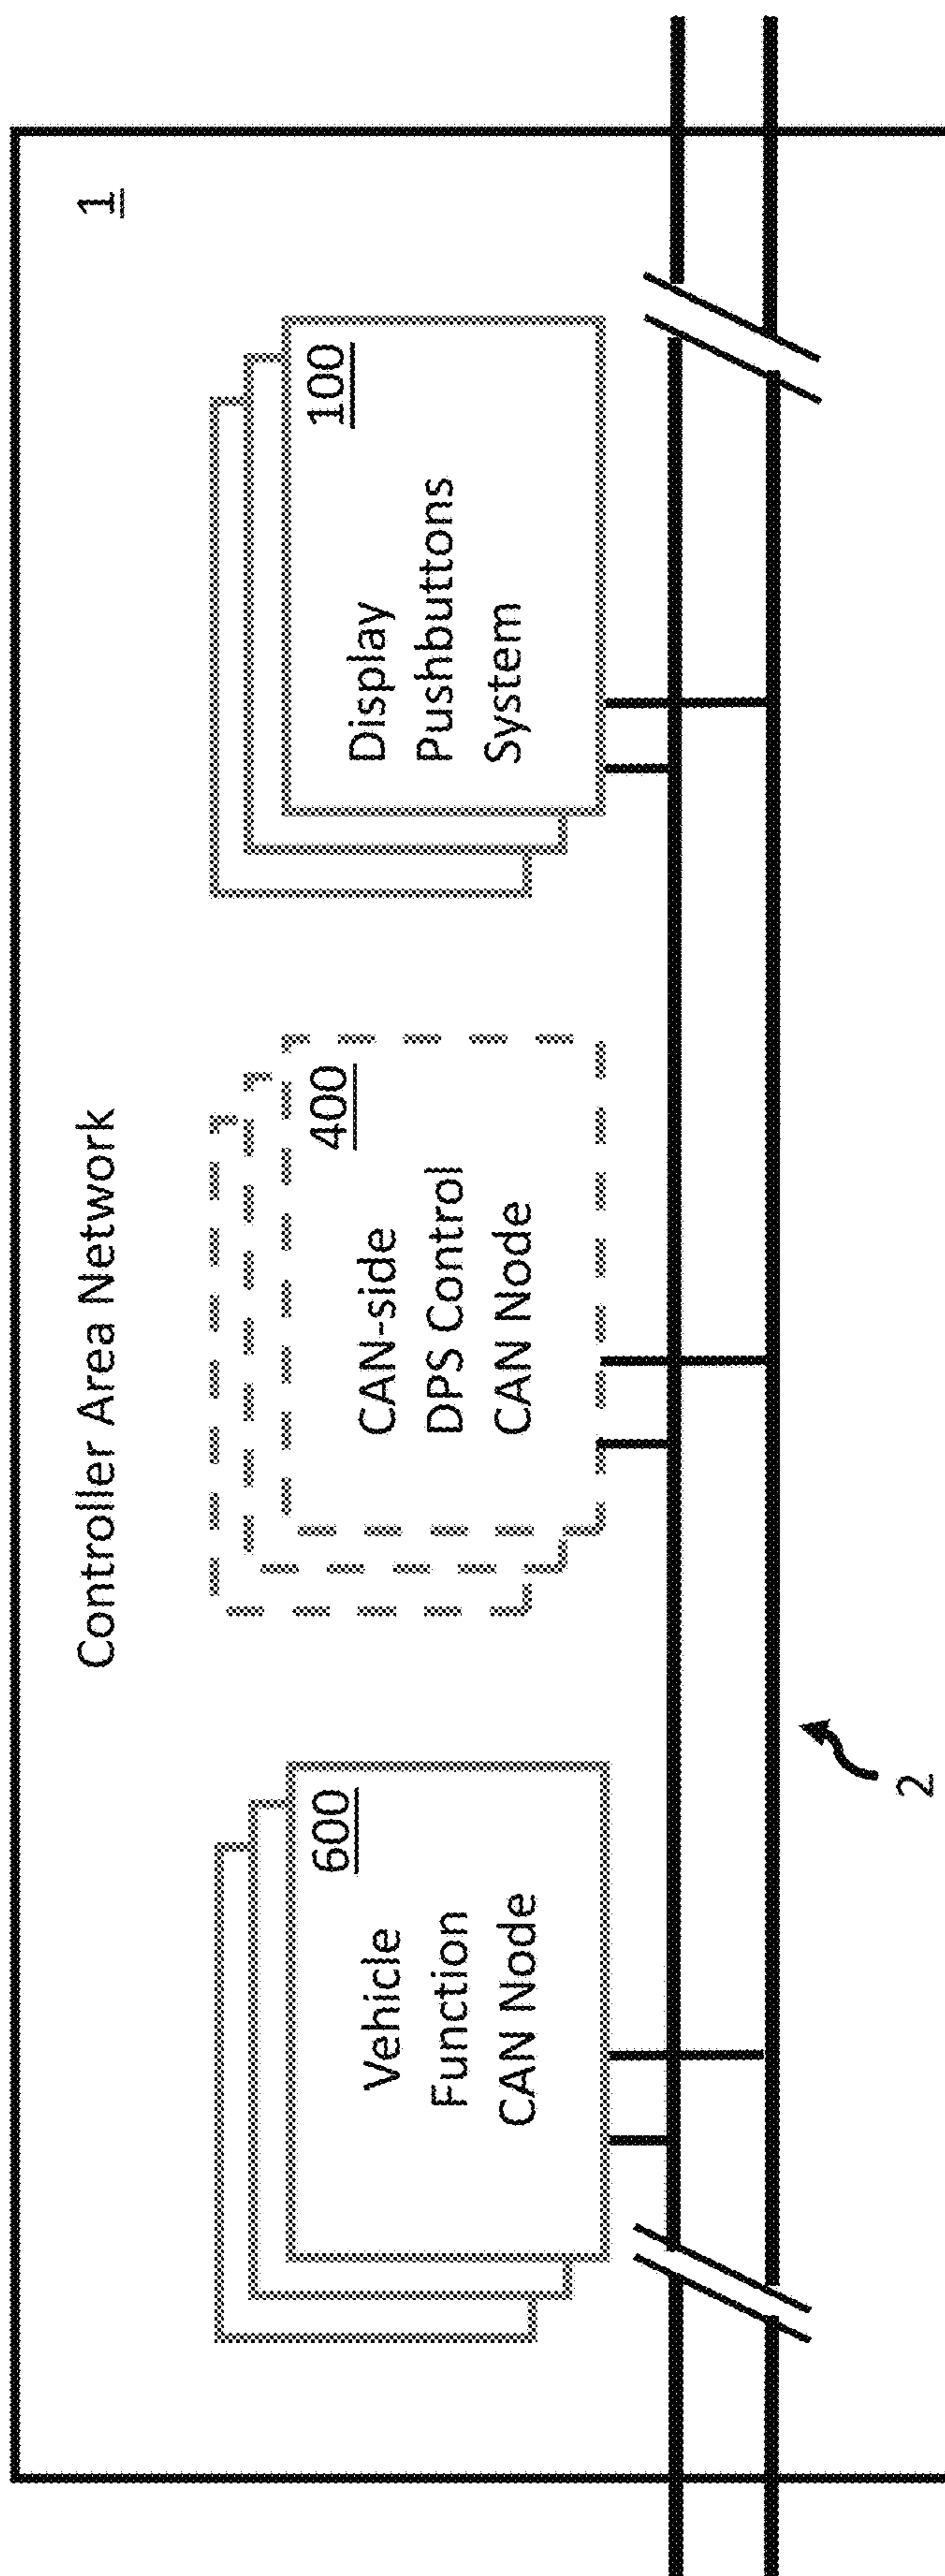 Controller Area Network
1
600
Vehicle
Function
CAN Node
400
CAN-side
DPS Control
CAN Node
100
Display
Pushbuttons
System
2